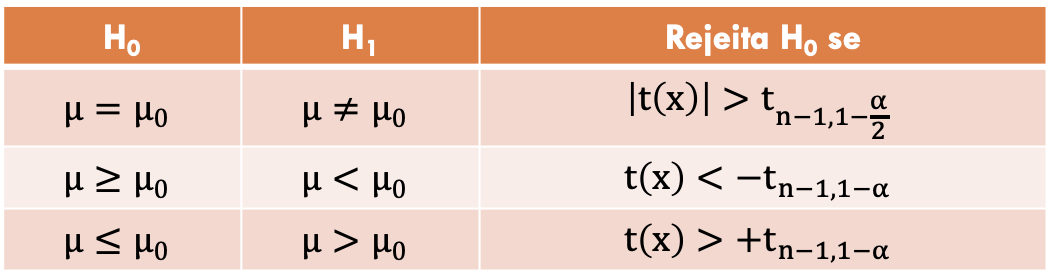 H₀ H₁ Rejeita H₀ se
μ = μ₀ μ ≠ μ₀ |t(x)| > t_{n−1,1−α/2}
μ ≥ μ₀ μ < μ₀ t(x) < −t_{n−1,1−α}
μ ≤ μ₀ μ > μ₀ t(x) > +t_{n−1,1−α}